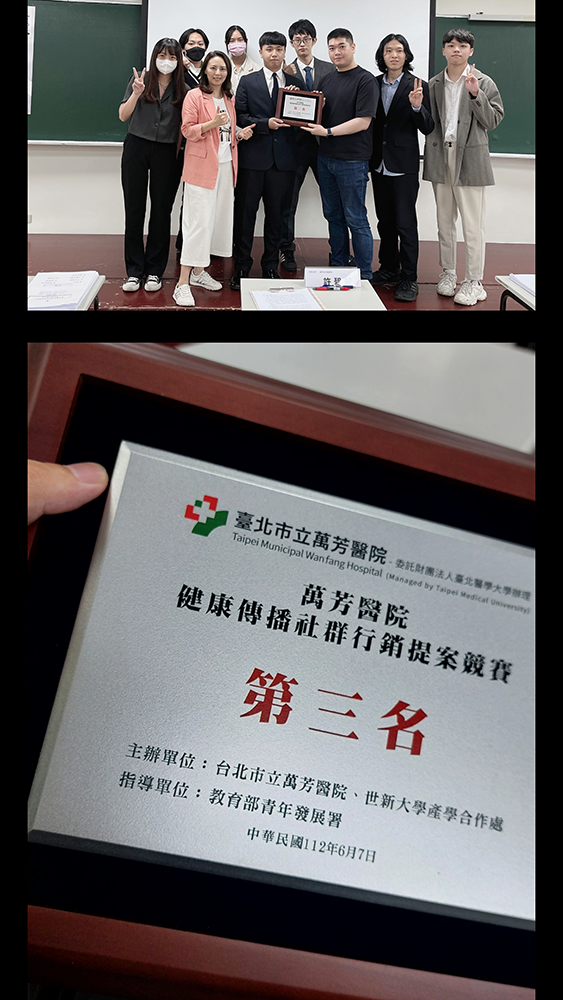 第三名
臺北市立萬芳醫院 - 委託財團法人臺北醫學大學辦理
Taipei Municipal Wanfang Hospital (Managed by Taipei Medical University)
萬芳醫院
健康傳播社群行銷提案競賽
第三名
主辦單位：台北市立萬芳醫院、世新大學產學合作處
指導單位：教育部青年發展署
中華民國112年6月7日